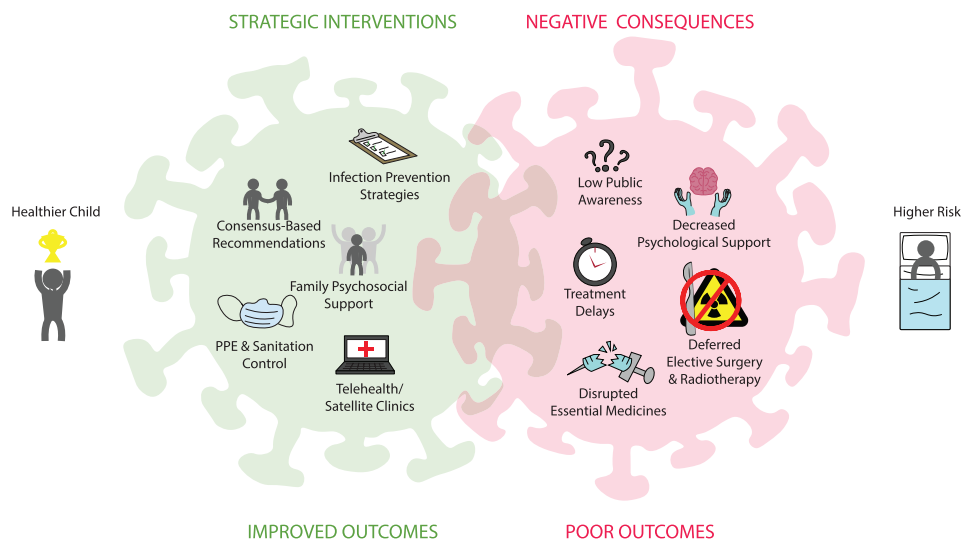 STRATEGIC INTERVENTIONS
NEGATIVE CONSEQUENCES
Healthier Child
Infection Prevention
Strategies
Consensus-Based
Recommendations
Family Psychosocial
Support
PPE & Sanitation
Control
Telehealth/
Satellite Clinics
Low Public
Awareness
Decreased
Psychological Support
Treatment
Delays
Deferred
Elective Surgery
& Radiotherapy
Disrupted
Essential Medicines
Higher Risk
IMPROVED OUTCOMES
POOR OUTCOMES